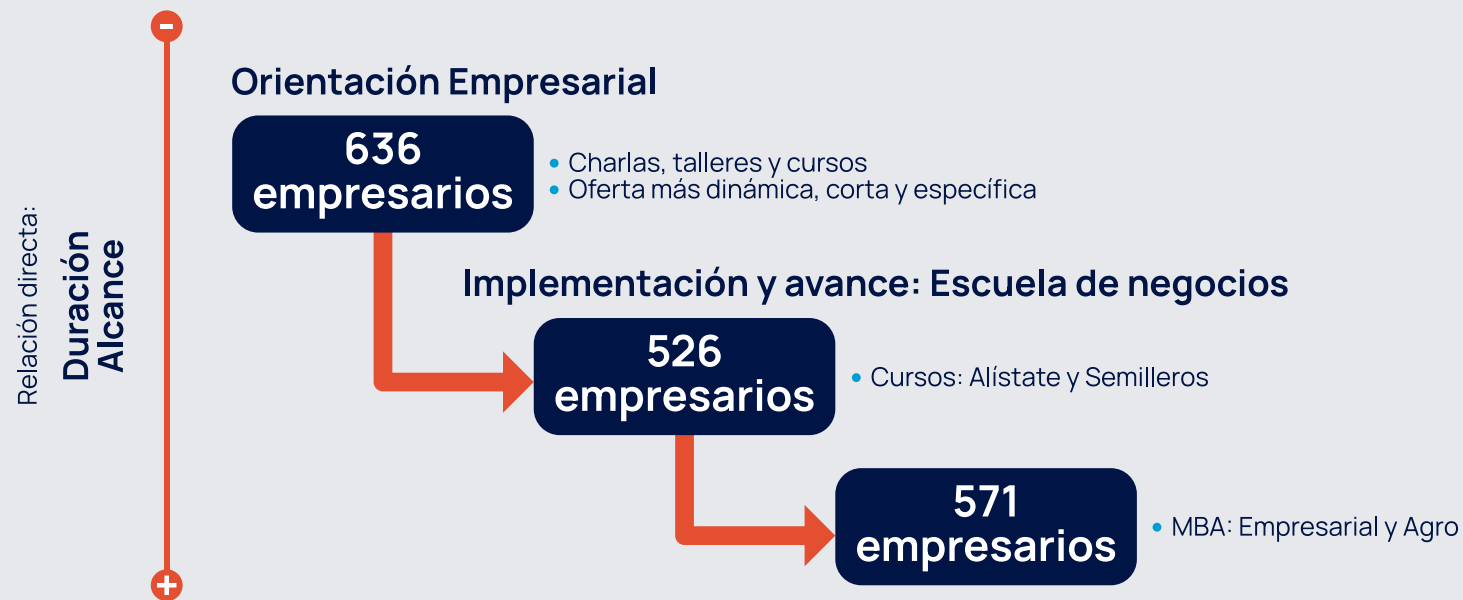 Relación directa:
Duración
Alcance
-
+
Orientación Empresarial
636
empresarios
• Charlas, talleres y cursos
• Oferta más dinámica, corta y específica
Implementación y avance: Escuela de negocios
526
empresarios
• Cursos: Alístate y Semilleros
571
empresarios
• MBA: Empresarial y Agro